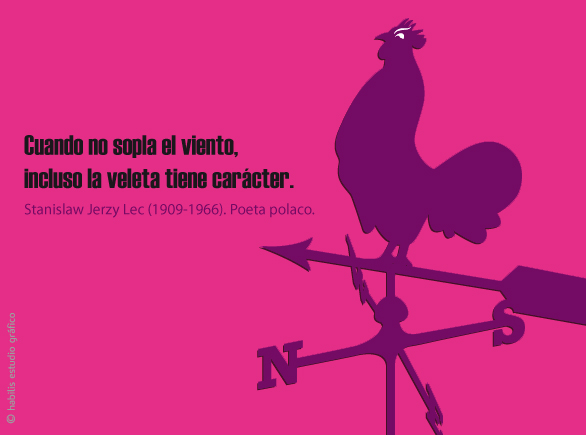 Cuando no sopla el viento,
incluso la veleta tiene carácter.
Stanislaw Jerzy Lec (1909-1966). Poeta polaco.
N
S
© habilis estudio gráfico